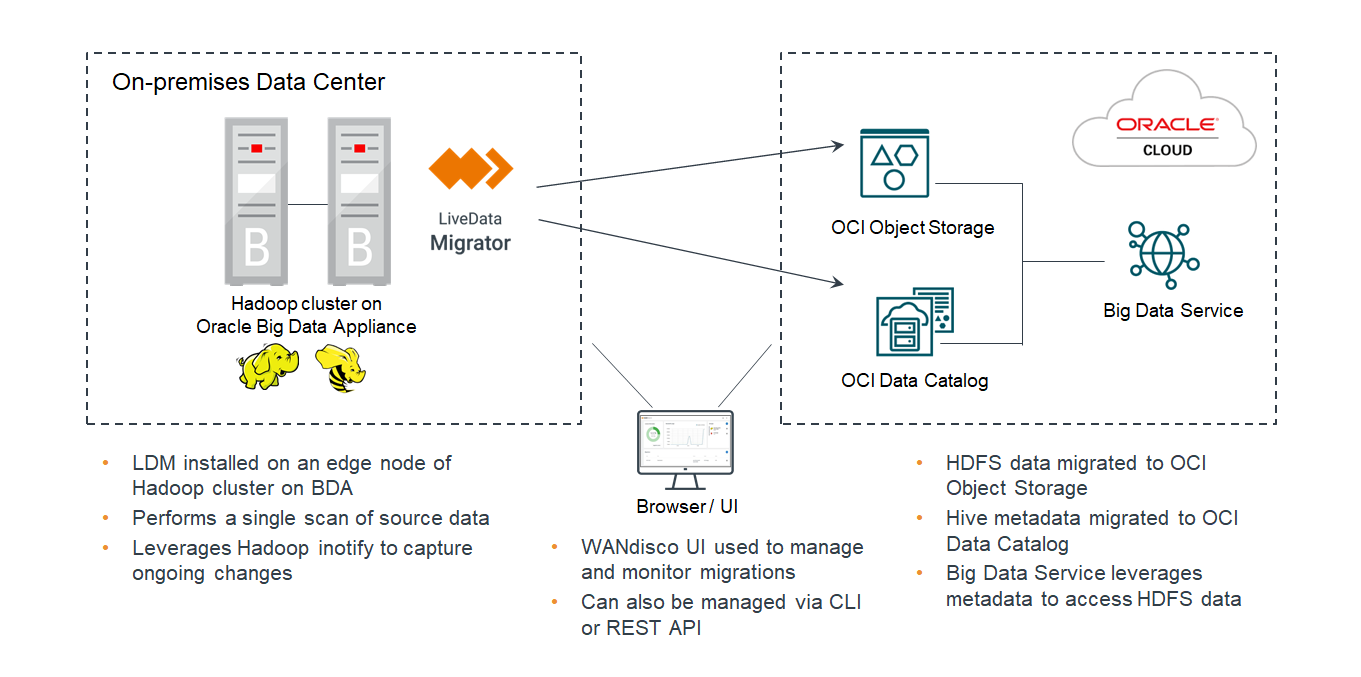 On-premises Data Center
B
B
LiveData
Migrator
Hadoop cluster on
Oracle Big Data Appliance
ORACLE
CLOUD
OCI Object Storage
Big Data Service
OCI Data Catalog
Browser / UI
• LDM installed on an edge node of
Hadoop cluster on BDA
• Performs a single scan of source data
• Leverages Hadoop inotify to capture
ongoing changes
• WANdisco UI used to manage
and monitor migrations
• Can also be managed via CLI
or REST API
• HDFS data migrated to OCI
Object Storage
• Hive metadata migrated to OCI
Data Catalog
• Big Data Service leverages
metadata to access HDFS data